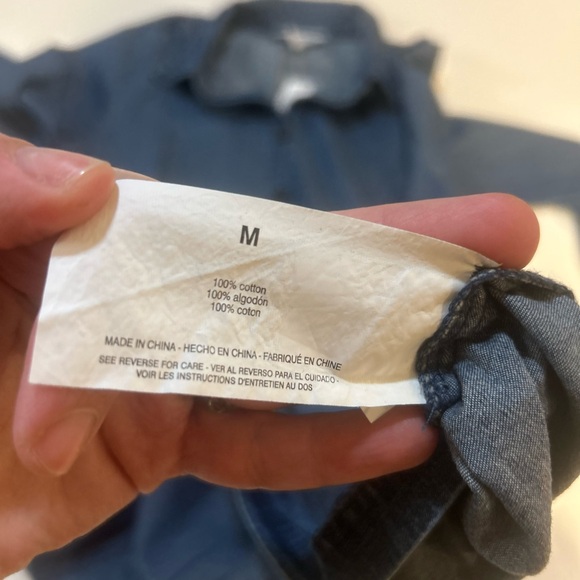 M
100% cotton
100% algodón
100% coton
MADE IN CHINA - HECHO EN CHINA - FABRIQUÉ EN CHINE
SEE REVERSE FOR CARE - VER AL REVERSO PARA EL CUIDADO -
VOIR LES INSTRUCTIONS D'ENTRETIEN AU DOS